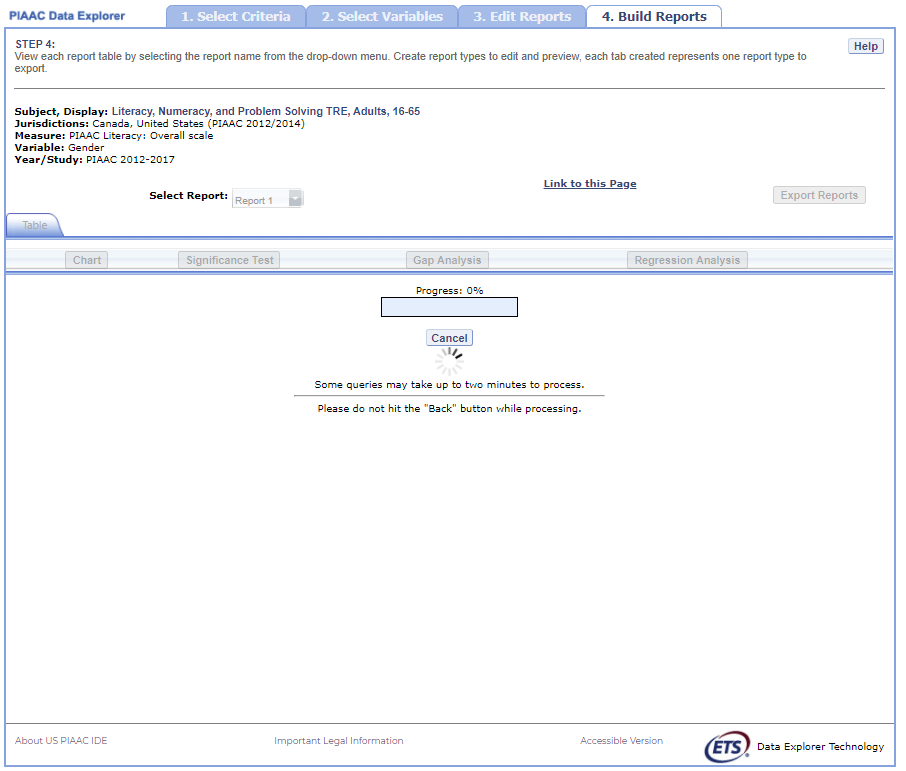 PIAAC Data Explorer
1. Select Criteria
2. Select Variables
3. Edit Reports
4. Build Reports
STEP 4:
View each report table by selecting the report name from the drop-down menu. Create report types to edit and preview, each tab created represents one report type to
export.
Help
Subject, Display: Literacy, Numeracy, and Problem Solving TRE, Adults, 16-65
Jurisdictions: Canada, United States (PIAAC 2012/2014)
Measure: PIAAC Literacy: Overall scale
Variable: Gender
Year/Study: PIAAC 2012-2017
Link to this Page
Select Report: Report 1
Export Reports
Table
Chart
Significance Test
Gap Analysis
Regression Analysis
Progress: 0%
Cancel
Some queries may take up to two minutes to process.
Please do not hit the "Back" button while processing.
About US PIAAC IDE
Important Legal Information
Accessible Version
ETS
Data Explorer Technology